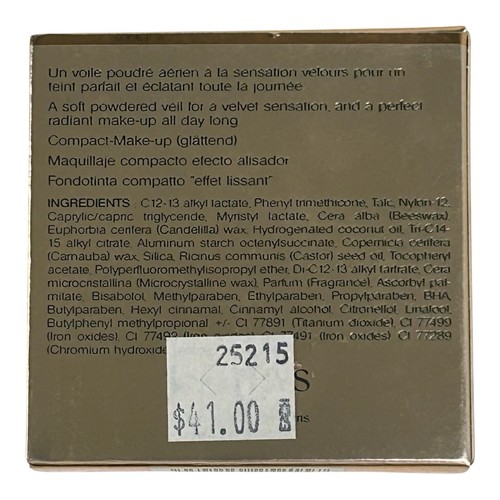 Un voile poudré aérien à la sensation velours pour un
teint parfait et éclatant toute la journée
A soft powdered veil for a velvet sensation, and a perfect
radiant make-up all day long
Compact-Make-up (glättend)
Maquillaje compacto efecto alisador
Fondotinta compatto "effet lissant"
INGREDIENTS : C12-13 alkyl lactate, Phenyl trimethicone, Talc, Nylon-12,
Caprylic/capric triglyceride, Myristyl lactate, Cera alba (Beeswax),
Euphorbia cerifera (Candelilla) wax, Hydrogenated coconut oil, Tri-C14-
15 alkyl citrate, Aluminum starch octenylsuccinate, Copernicia cerifera
(Carnauba) wax, Silica, Ricinus communis (Castor) seed oil, Tocopheryl
acetate, Polyperfluoromethylisopropyl ether, Di-C12-13 alkyl tartrate, Cera
microcristallina (Microcrystalline wax), Parfum (Fragrance), Ascorbyl pal-
mitate, Bisabolol, Methylparaben, Ethylparaben, Propylparaben, BHA,
Butylparaben, Hexyl cinnamal, Cinnamyl alcohol, Citronellol, Linalool,
Butylphenyl methylpropional +/- CI 77891 (Titanium dioxide), CI 77499
(Iron oxides), CI 77492 (Iron oxides), CI 77491 (Iron oxides), CI 77289
(Chromium hydroxide
25215
S
$41.00